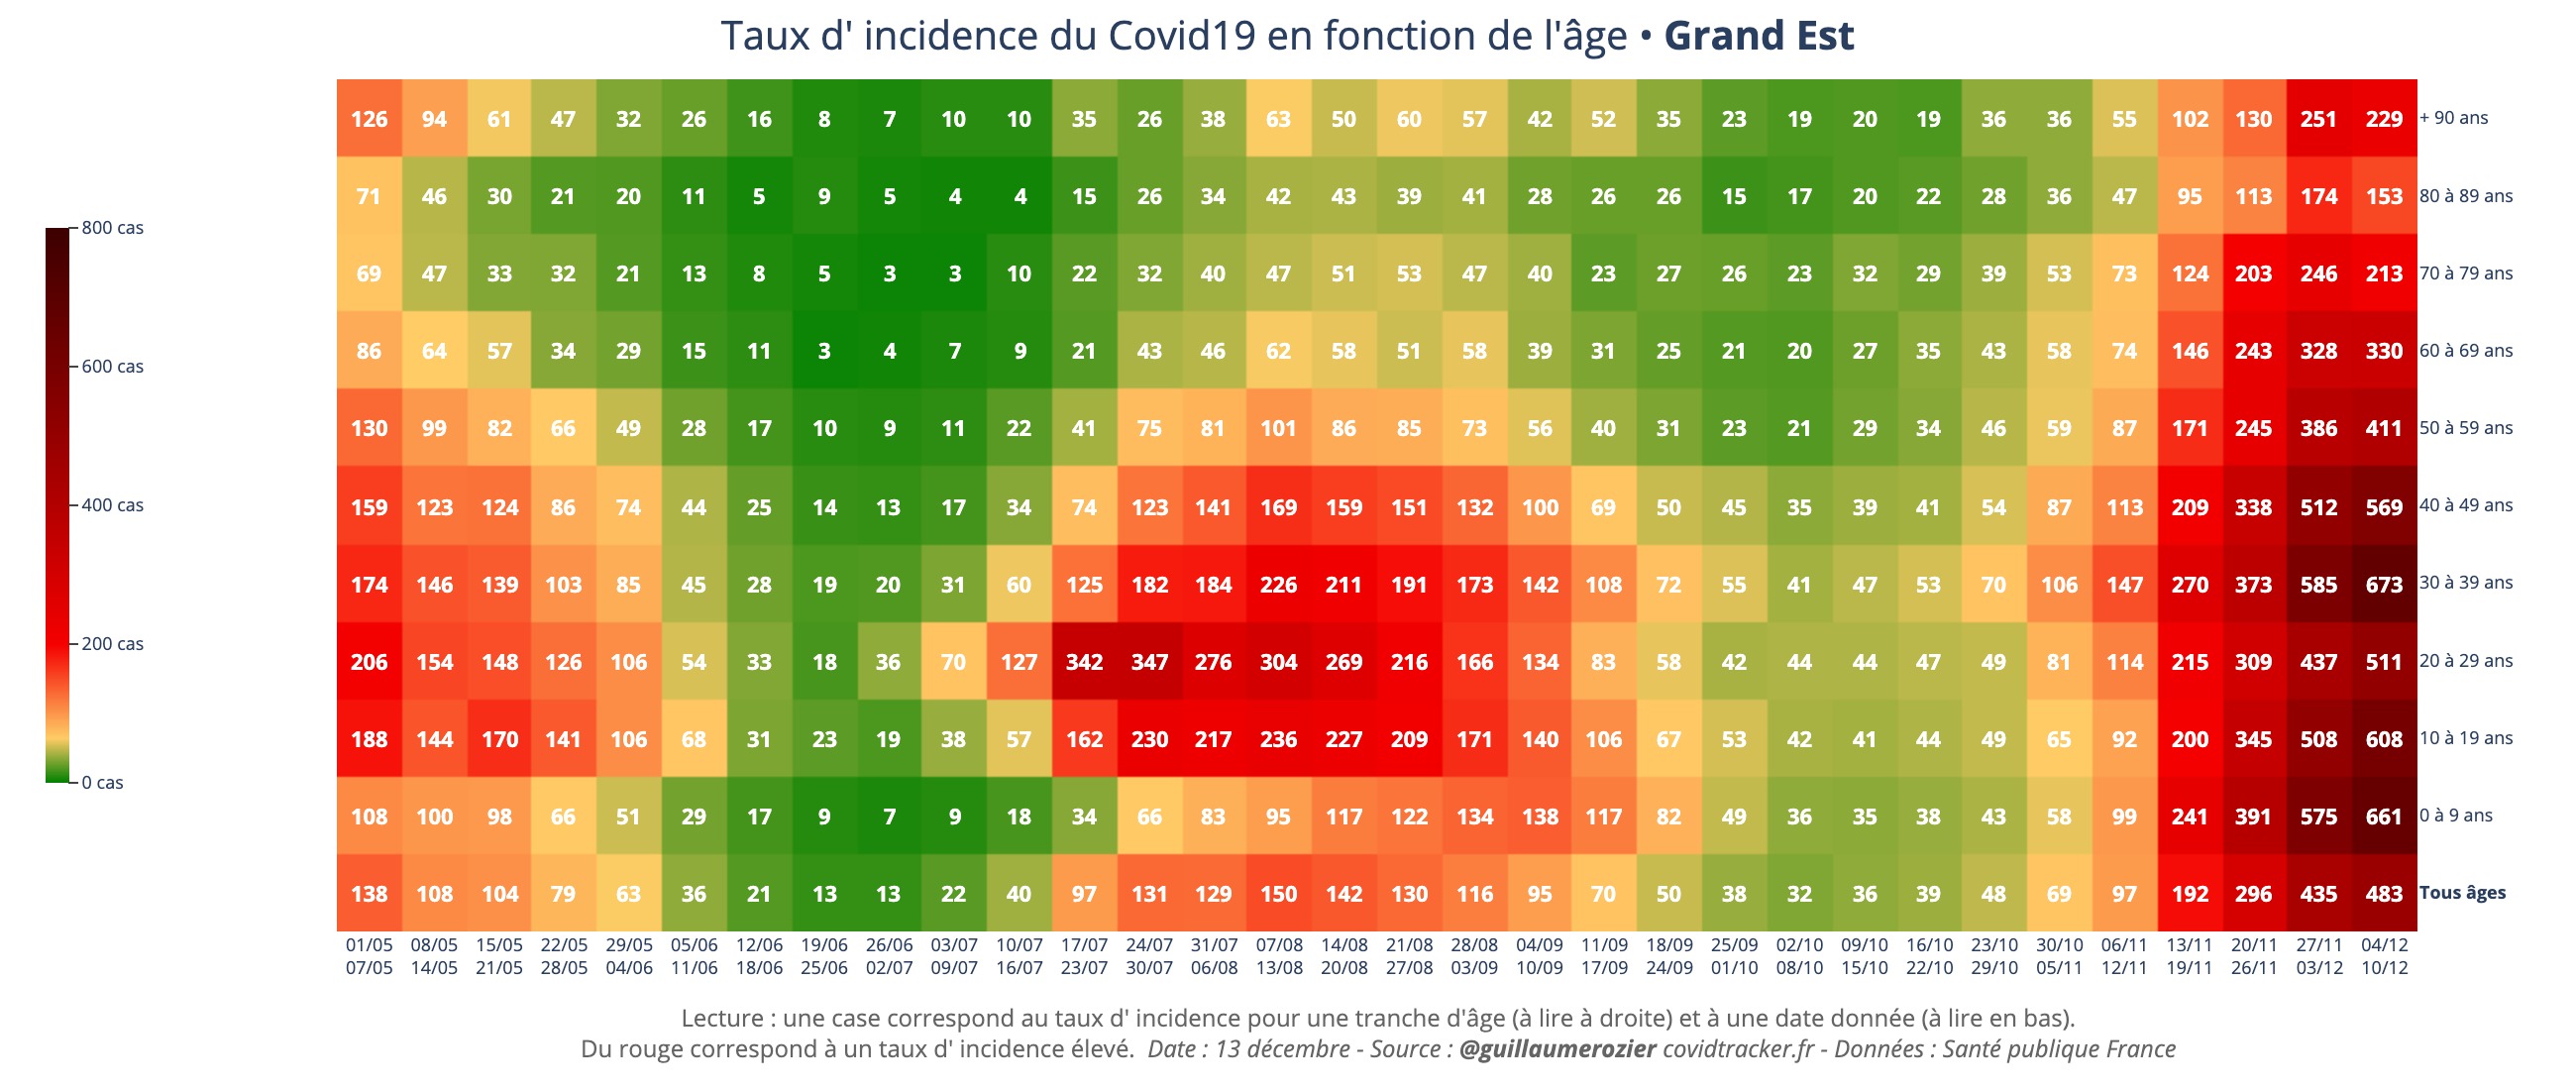 Taux d' incidence du Covid19 en fonction de l'âge • Grand Est
800 cas
600 cas
400 cas
200 cas
0 cas
126 94 61 47 32 26 16 8 7 10 10 35 26 38 63 50 60 57 42 52 35 23 19 20 19 36 36 55 102 130 251 229 + 90 ans
71 46 30 21 20 11 5 9 5 4 4 15 26 34 42 43 39 41 28 26 26 15 17 20 22 28 36 47 95 113 174 153 80 à 89 ans
69 47 33 32 21 13 8 5 3 3 10 22 32 40 47 51 53 47 40 23 27 26 23 32 29 39 53 73 124 203 246 213 70 à 79 ans
86 64 57 34 29 15 11 3 4 7 9 21 43 46 62 58 51 58 39 31 25 21 20 27 35 43 58 74 146 243 328 330 60 à 69 ans
130 99 82 66 49 28 17 10 9 11 22 41 75 81 101 86 85 73 56 40 31 23 21 29 34 46 59 87 171 245 386 411 50 à 59 ans
159 123 124 86 74 44 25 14 13 17 34 74 123 141 169 159 151 132 100 69 50 45 35 39 41 54 87 113 209 338 512 569 40 à 49 ans
174 146 139 103 85 45 28 19 20 31 60 125 182 184 226 211 191 173 142 108 72 55 41 47 53 70 106 147 270 373 585 673 30 à 39 ans
206 154 148 126 106 54 33 18 36 70 127 342 347 276 304 269 216 166 134 83 58 42 44 44 47 49 81 114 215 309 437 511 20 à 29 ans
188 144 170 141 106 68 31 23 19 38 57 162 230 217 236 227 209 171 140 106 67 53 42 41 44 49 65 92 200 345 508 608 10 à 19 ans
108 100 98 66 51 29 17 9 7 9 18 34 66 83 95 117 122 134 138 117 82 49 36 35 38 43 58 99 241 391 575 661 0 à 9 ans
138 108 104 79 63 36 21 13 13 22 40 97 131 129 150 142 130 116 95 70 50 38 32 36 39 48 69 97 192 296 435 483 Tous âges
01/05 08/05 15/05 22/05 29/05 05/06 12/06 19/06 26/06 03/07 10/07 17/07 24/07 31/07 07/08 14/08 21/08 28/08 04/09 11/09 18/09 25/09 02/10 09/10 16/10 23/10 30/10 06/11 13/11 20/11 27/11 04/12
07/05 14/05 21/05 28/05 04/06 11/06 18/06 25/06 02/07 09/07 16/07 23/07 30/07 06/08 13/08 20/08 27/08 03/09 10/09 17/09 24/09 01/10 08/10 15/10 22/10 29/10 05/11 12/11 19/11 26/11 03/12 10/12
Lecture : une case correspond au taux d' incidence pour une tranche d'âge (à lire à droite) et à une date donnée (à lire en bas).
Du rouge correspond à un taux d' incidence élevé. Date : 13 décembre - Source : @guillaumerozier covidtracker.fr - Données : Santé publique France